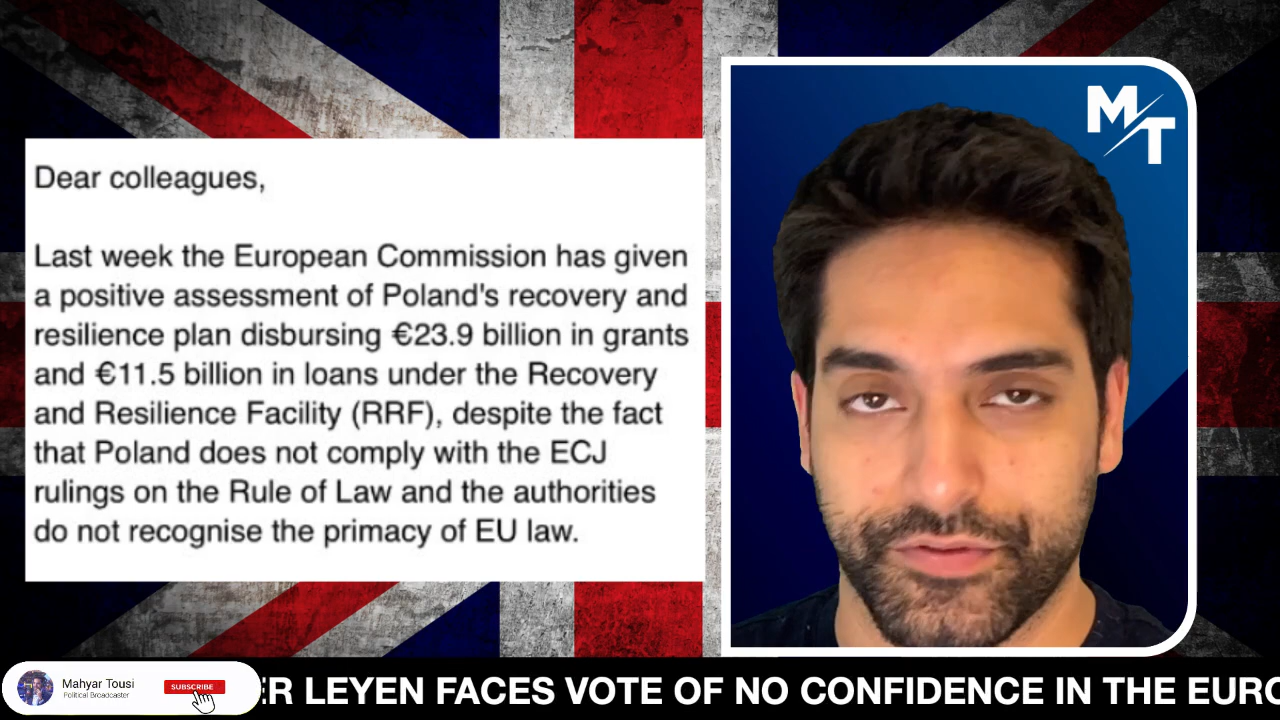 Dear colleagues,
Last week the European Commission has given
a positive assessment of Poland's recovery and
resilience plan disbursing €23.9 billion in grants
and €11.5 billion in loans under the Recovery
and Resilience Facility (RRF), despite the fact
that Poland does not comply with the ECJ
rulings on the Rule of Law and the authorities
do not recognise the primacy of EU law.
M/T
Mahyar Tousi
Political Broadcaster
SUBSCRIBE
ER LEYEN FACES VOTE OF NO CONFIDENCE IN THE EURO